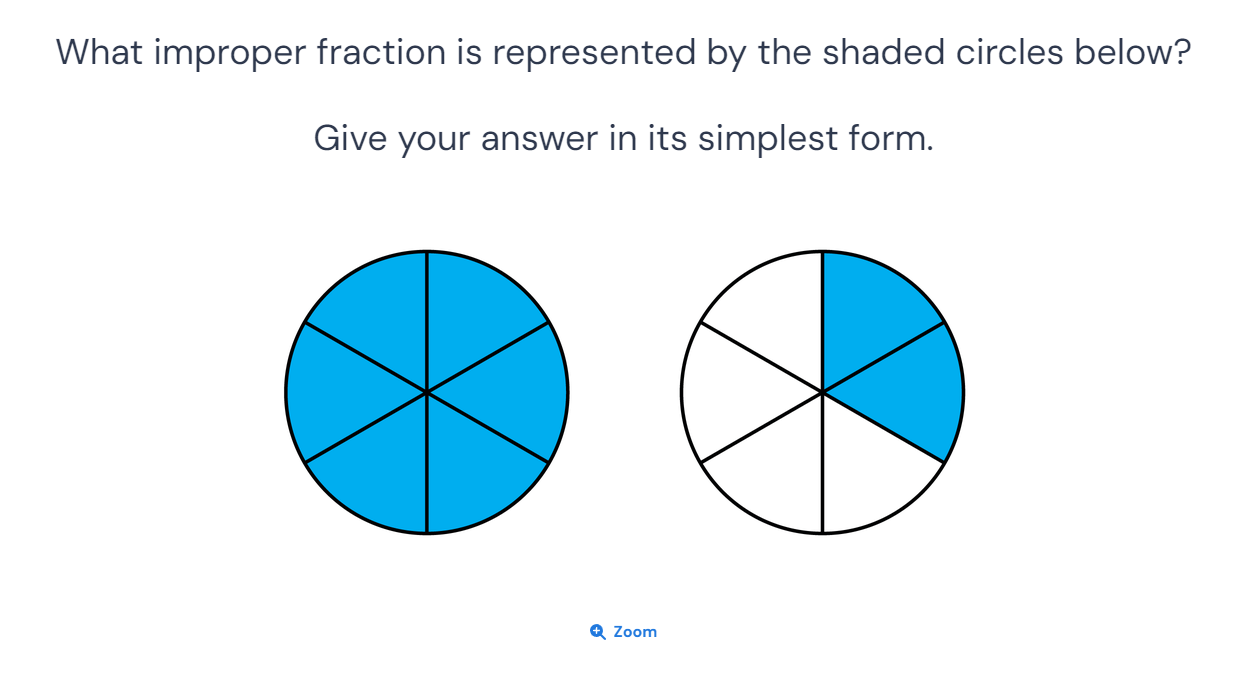 What improper fraction is represented by the shaded circles below?
Give your answer in its simplest form.
Zoom